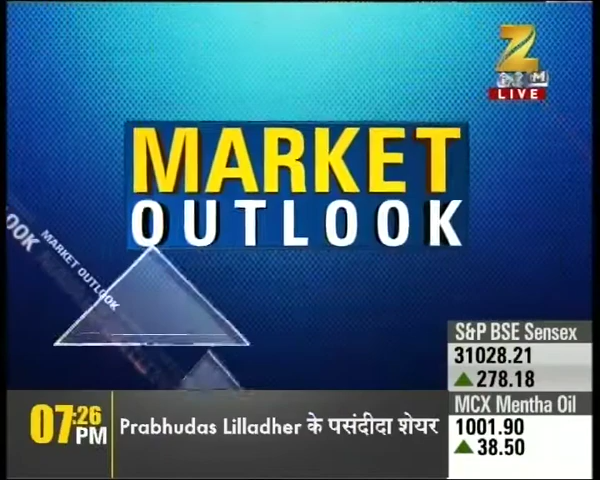 LIVE
MARKET
OUTLOOK
OOK
MARKET OUTLOOK
S&P BSE Sensex
31028.21
278.18
MCX Mentha Oil
1001.90
38.50
07:26
PM
Prabhudas Lilladher के पसंदीदा शेयर